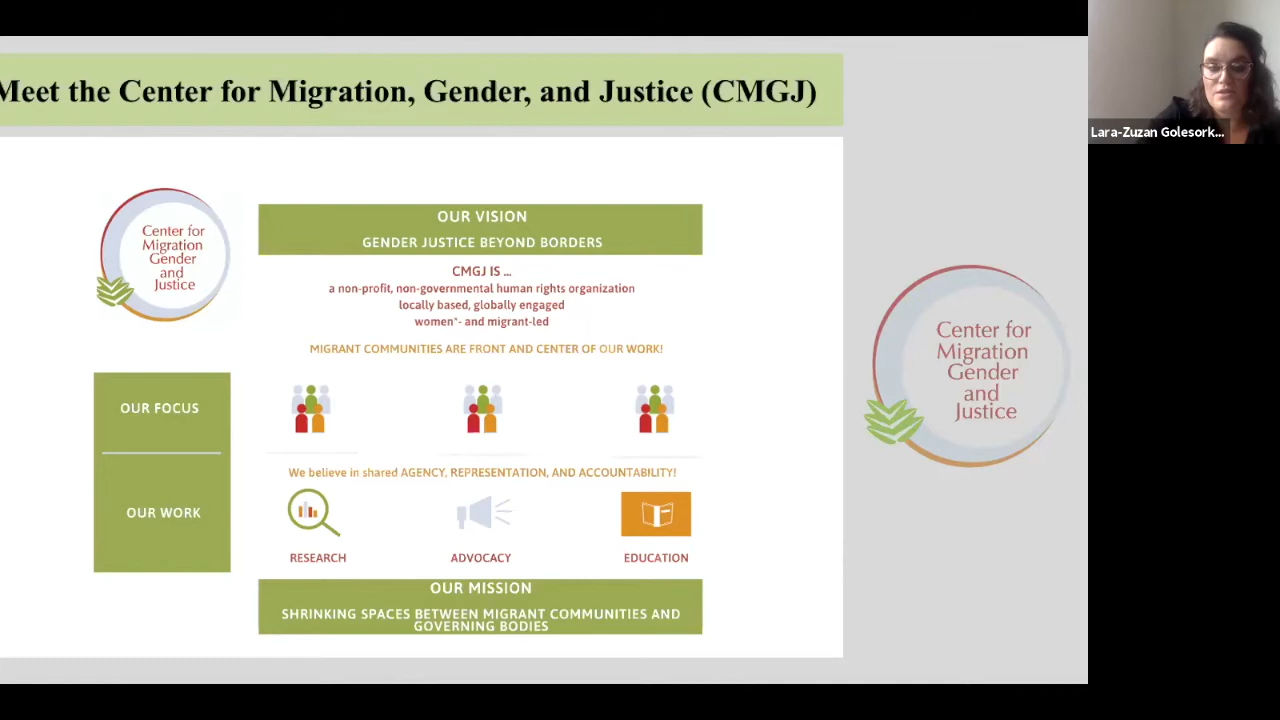 Meet the Center for Migration, Gender, and Justice (CMGJ)
Lara-Zuzan Golesork...
Center for
Migration
Gender
and
Justice
OUR VISION
GENDER JUSTICE BEYOND BORDERS
CMGJ IS ...
a non-profit, non-governmental human rights organization
locally based, globally engaged
women*- and migrant-led
MIGRANT COMMUNITIES ARE FRONT AND CENTER OF OUR WORK!
OUR FOCUS
We believe in shared AGENCY, REPRESENTATION, AND ACCOUNTABILITY!
OUR WORK
RESEARCH
ADVOCACY
EDUCATION
OUR MISSION
SHRINKING SPACES BETWEEN MIGRANT COMMUNITIES AND
GOVERNING BODIES
Center for
Migration
Gender
and
Justice